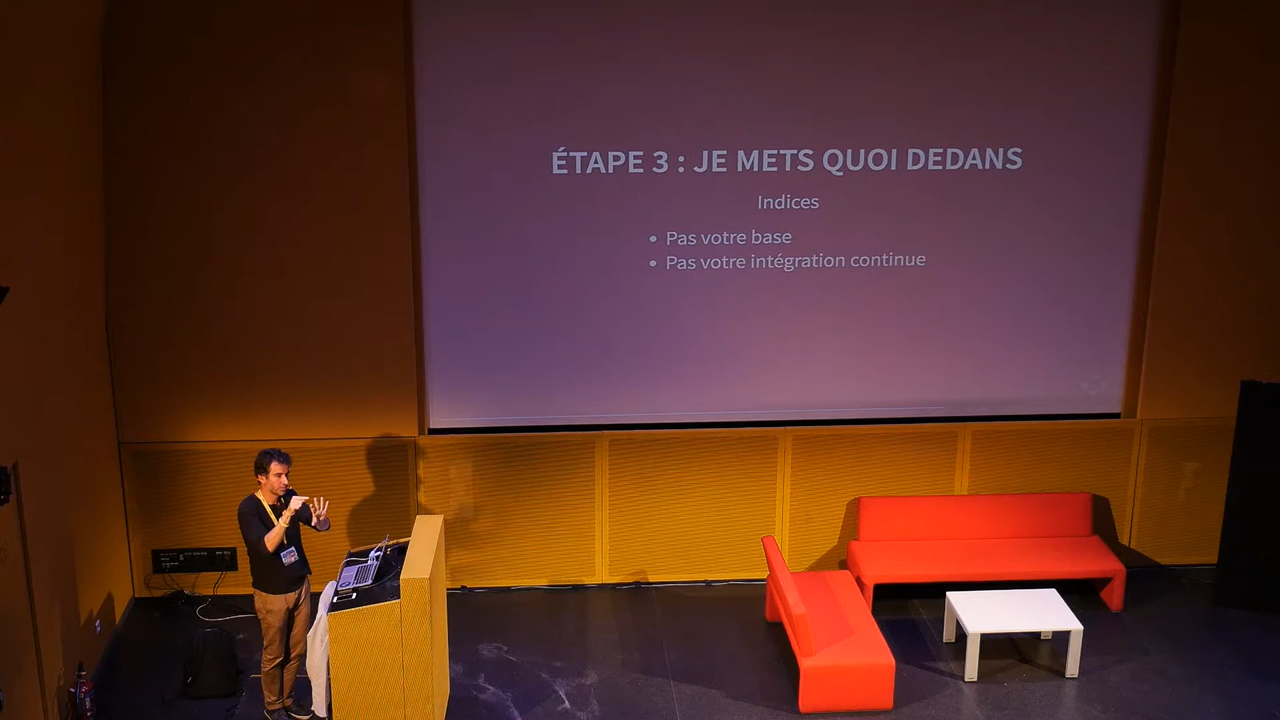 ÉTAPE 3 : JE METS QUOI DEDANS
Indices
• Pas votre base
• Pas votre intégration continue